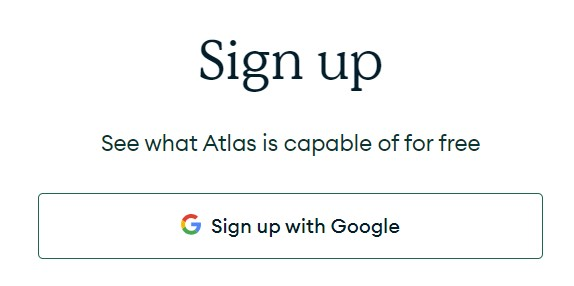 Sign up
See what Atlas is capable of for free
Sign up with Google